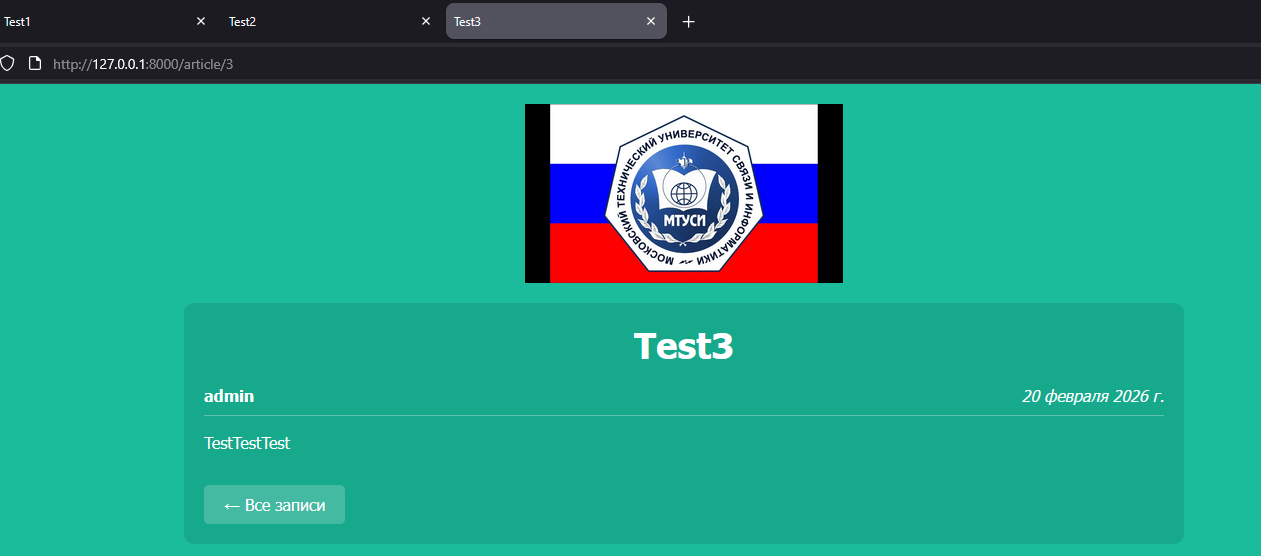 Test1
Test2
Test3
http://127.0.0.1:8000/article/3
МОСКОВСКИЙ ТЕХНИЧЕСКИЙ УНИВЕРСИТЕТ СВЯЗИ И ИНФОРМАТИКИ
МТУСИ
Test3
admin
20 февраля 2026 г.
TestTestTest
← Все записи